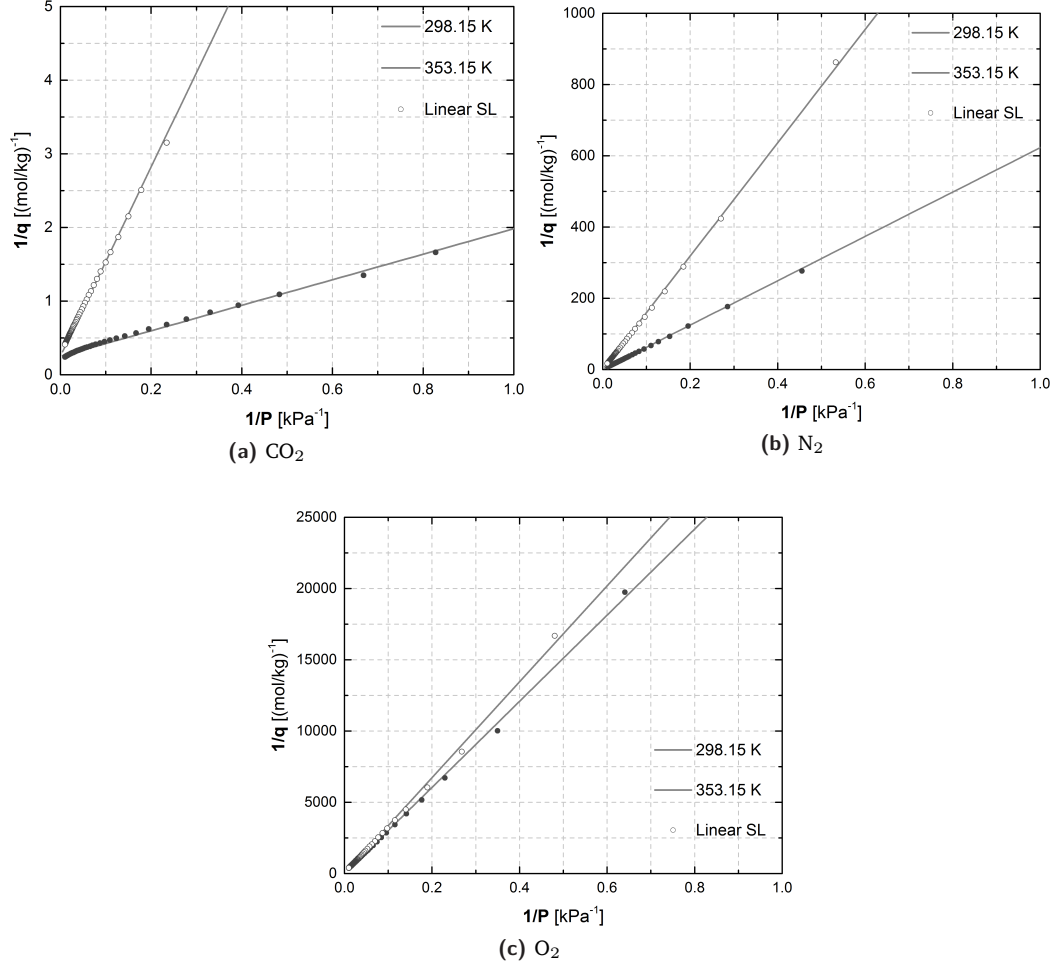 5
4
3
2
1
0
0.0 0.2 0.4 0.6 0.8 1.0
1/q [(mol/kg)⁻¹]
1/P [kPa⁻¹]
298.15 K
353.15 K
Linear SL
(a) CO₂
1000
800
600
400
200
0
0.0 0.2 0.4 0.6 0.8 1.0
1/q [(mol/kg)⁻¹]
1/P [kPa⁻¹]
298.15 K
353.15 K
Linear SL
(b) N₂
25000
20000
15000
10000
5000
0
0.0 0.2 0.4 0.6 0.8 1.0
1/q [(mol/kg)⁻¹]
1/P [kPa⁻¹]
298.15 K
353.15 K
Linear SL
(c) O₂